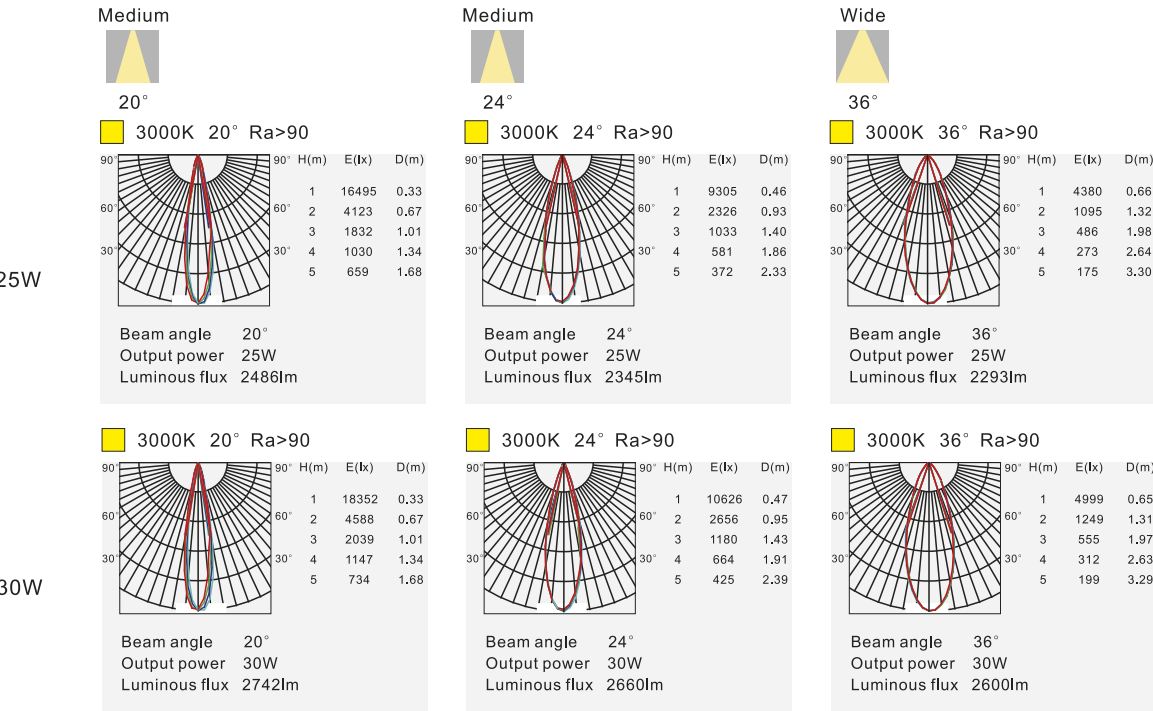 Medium
20°
3000K 20° Ra>90
90° 90° H(m) E(lx) D(m)
1 16495 0.33
60° 60° 2 4123 0.67
3 1832 1.01
30° 30° 4 1030 1.34
5 659 1.68
Beam angle 20°
Output power 25W
Luminous flux 2486lm
Medium
24°
3000K 24° Ra>90
90° 90° H(m) E(lx) D(m)
1 9305 0.46
60° 60° 2 2326 0.93
3 1033 1.40
30° 30° 4 581 1.86
5 372 2.33
Beam angle 24°
Output power 25W
Luminous flux 2345lm
Wide
36°
3000K 36° Ra>90
90° 90° H(m) E(lx) D(m)
1 4380 0.66
60° 60° 2 1095 1.32
3 486 1.98
30° 30° 4 273 2.64
5 175 3.30
Beam angle 36°
Output power 25W
Luminous flux 2293lm
25W
3000K 20° Ra>90
90° 90° H(m) E(lx) D(m)
1 18352 0.33
60° 60° 2 4588 0.67
3 2039 1.01
30° 30° 4 1147 1.34
5 734 1.68
Beam angle 20°
Output power 30W
Luminous flux 2742lm
3000K 24° Ra>90
90° 90° H(m) E(lx) D(m)
1 10626 0.47
60° 60° 2 2656 0.95
3 1180 1.43
30° 30° 4 664 1.91
5 425 2.39
Beam angle 24°
Output power 30W
Luminous flux 2660lm
3000K 36° Ra>90
90° 90° H(m) E(lx) D(m)
1 4999 0.65
60° 60° 2 1249 1.31
3 555 1.97
30° 30° 4 312 2.63
5 199 3.29
Beam angle 36°
Output power 30W
Luminous flux 2600lm
30W